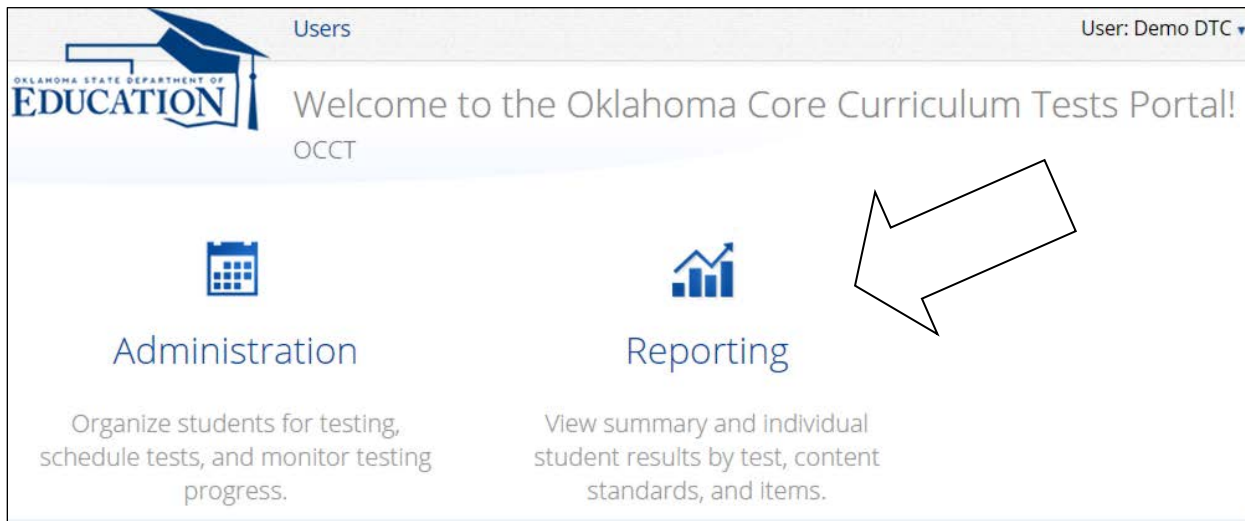 Users
User: Demo DTC
OKLAHOMA STATE DEPARTMENT OF
EDUCATION
Welcome to the Oklahoma Core Curriculum Tests Portal!
OCCT
Administration
Organize students for testing,
schedule tests, and monitor testing
progress.
Reporting
View summary and individual
student results by test, content
standards, and items.